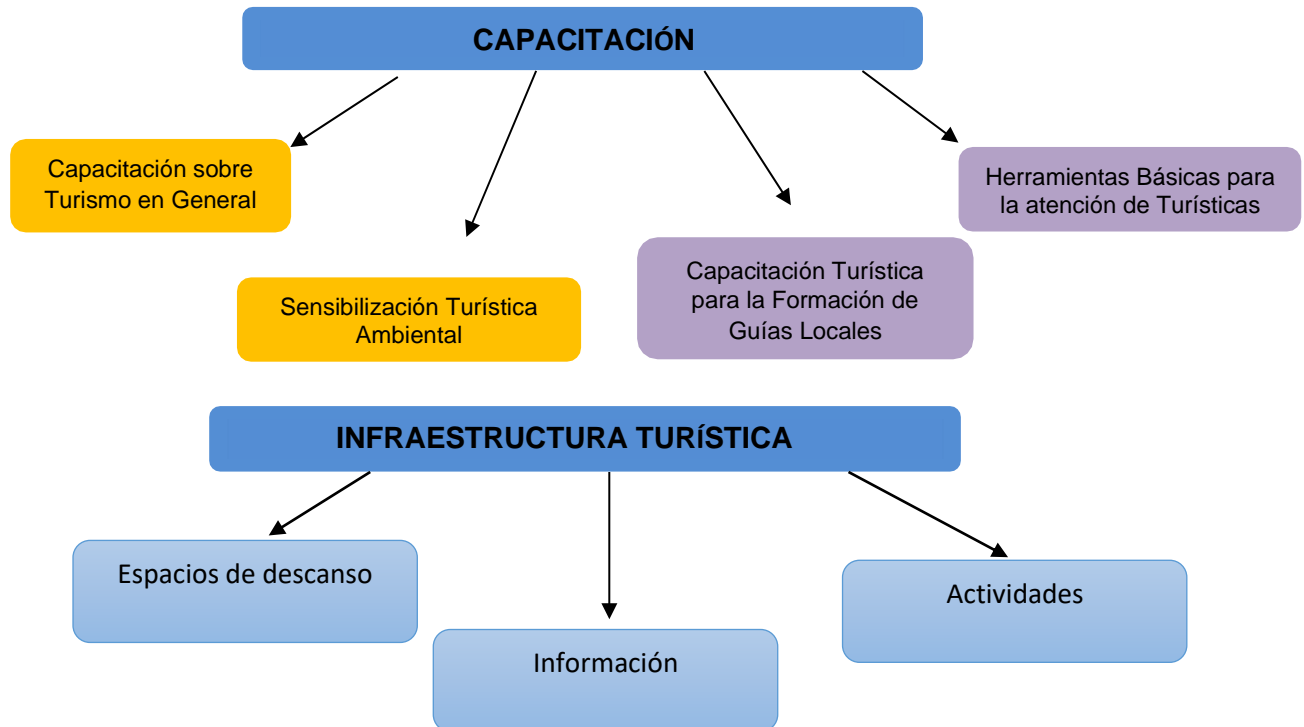 CAPACITACIÓN
Capacitación sobre
Turismo en General
Herramientas Básicas para
la atención de Turísticas
Sensibilización Turística
Ambiental
Capacitación Turística
para la Formación de
Guías Locales
INFRAESTRUCTURA TURÍSTICA
Espacios de descanso
Información
Actividades